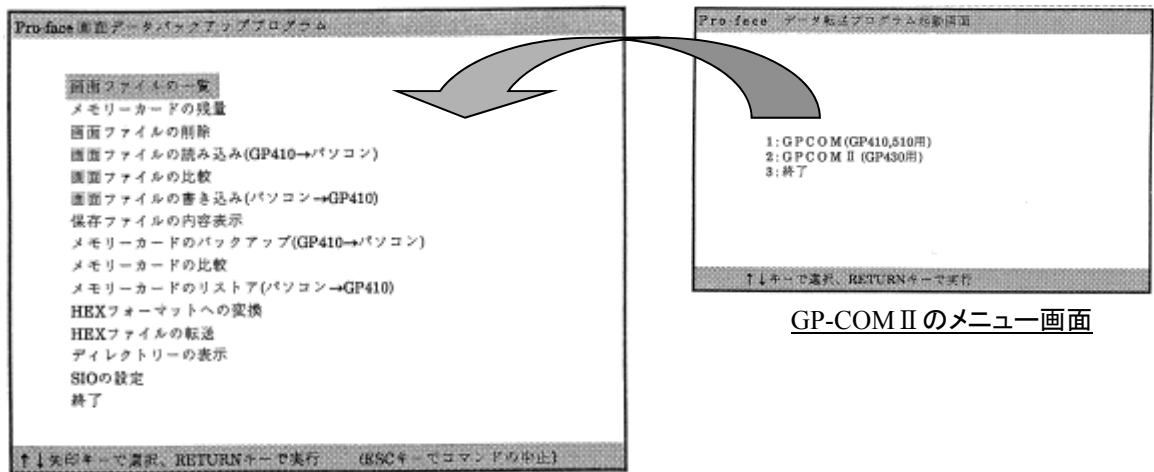 Pro-face 画面データバックアッププログラム
画面ファイルの一覧
メモリーカードの残量
画面ファイルの削除
画面ファイルの読み込み(GP410→パソコン)
画面ファイルの比較
画面ファイルの書き込み(パソコン→GP410)
保存ファイルの内容表示
メモリーカードのバックアップ(GP410→パソコン)
メモリーカードの比較
メモリーカードのリストア(パソコン→GP410)
HEXフォーマットへの変換
HEXファイルの転送
ディレクトリーの表示
SIOの設定
終了
↑↓矢印キーで選択、RETURNキーで実行 (ESCキーでコマンドの中止)
Pro-face データ転送プログラム起動画面
1:GPCOM(GP410,510用)
2:GPCOMⅡ(GP430用)
3:終了
↑↓キーで選択、RETURNキーで実行
GP-COMⅡのメニュー画面